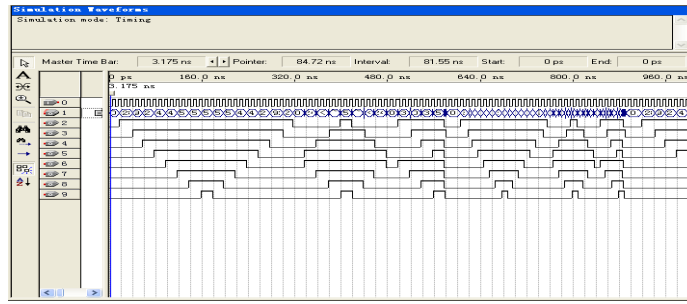 Simulation Waveforms
Simulation mode: Timing
Master Time Bar: 3.175 ns Pointer: 84.72 ns Interval: 81.55 ns Start: 0 ps End: 0 ps
0 ps 160.0 ns 320.0 ns 480.0 ns 640.0 ns 800.0 ns 960.0 ns
3.175 ns
0
1
2
3
4
5
6
7
8
9